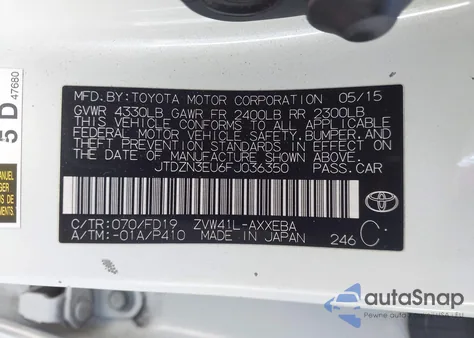 MFD.BY:TOYOTA MOTOR CORPORATION 05/15
GVWR 4330LB GAWR FR 2400LB RR 2300LB
THIS VEHICLE CONFORMS TO ALL APPLICABLE
FEDERAL MOTOR VEHICLE SAFETY,BUMPER,AND
THEFT PREVENTION STANDARDS IN EFFECT ON
THE DATE OF MANUFACTURE SHOWN ABOVE.
JTDZN3EU6FJ036350 PASS.CAR
C/TR:070/FD19 ZVW41L-AXXEBA
A/TM:-01A/P410 MADE IN JAPAN 246 C
TOYOTA
5 D
47680
autoSnap